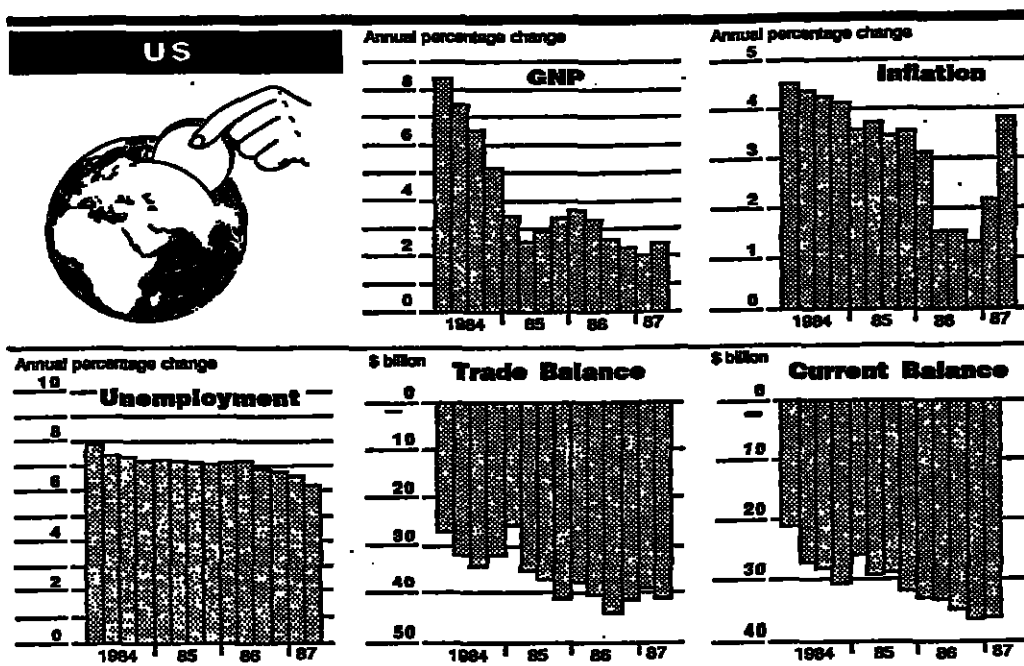 US
Annual percentage change
GNP
8
6
4
2
0
1984 85 86 87
Annual percentage change
Inflation
5
4
3
2
1
0
1984 85 86 87
Annual percentage change
Unemployment
10
8
6
4
2
0
1984 85 86 87
$ billion
Trade Balance
0
10
20
30
40
50
1984 85 86 87
$ billion
Current Balance
0
10
20
30
40
1984 85 86 87